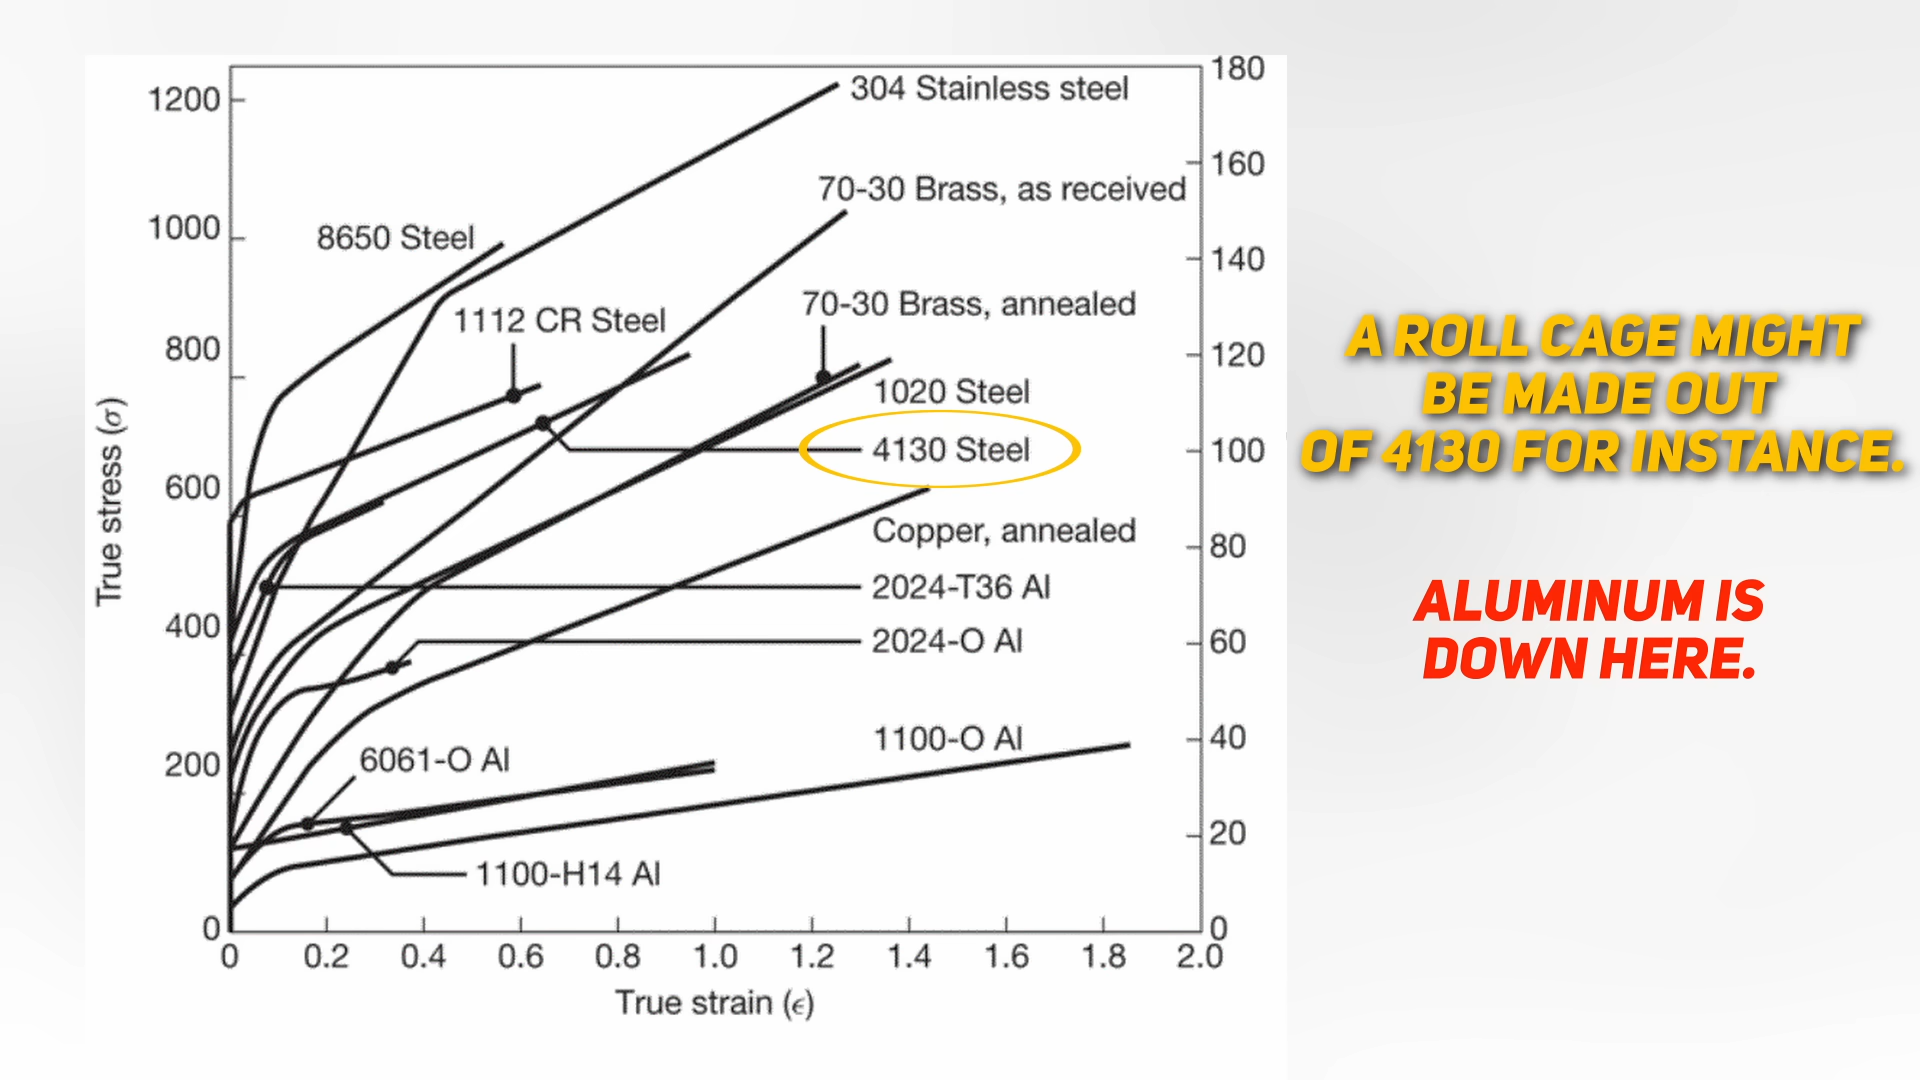 1200
1000
800
600
400
200
0
True stress (σ)
304 Stainless steel
70-30 Brass, as received
8650 Steel
70-30 Brass, annealed
1112 CR Steel
1020 Steel
4130 Steel
Copper, annealed
2024-T36 Al
2024-O Al
1100-O Al
6061-O Al
1100-H14 Al
180
160
140
120
100
80
60
40
20
0
0 0.2 0.4 0.6 0.8 1.0 1.2 1.4 1.6 1.8 2.0
True strain (ϵ)
A ROLL CAGE MIGHT
BE MADE OUT
OF 4130 FOR INSTANCE.
ALUMINUM IS
DOWN HERE.